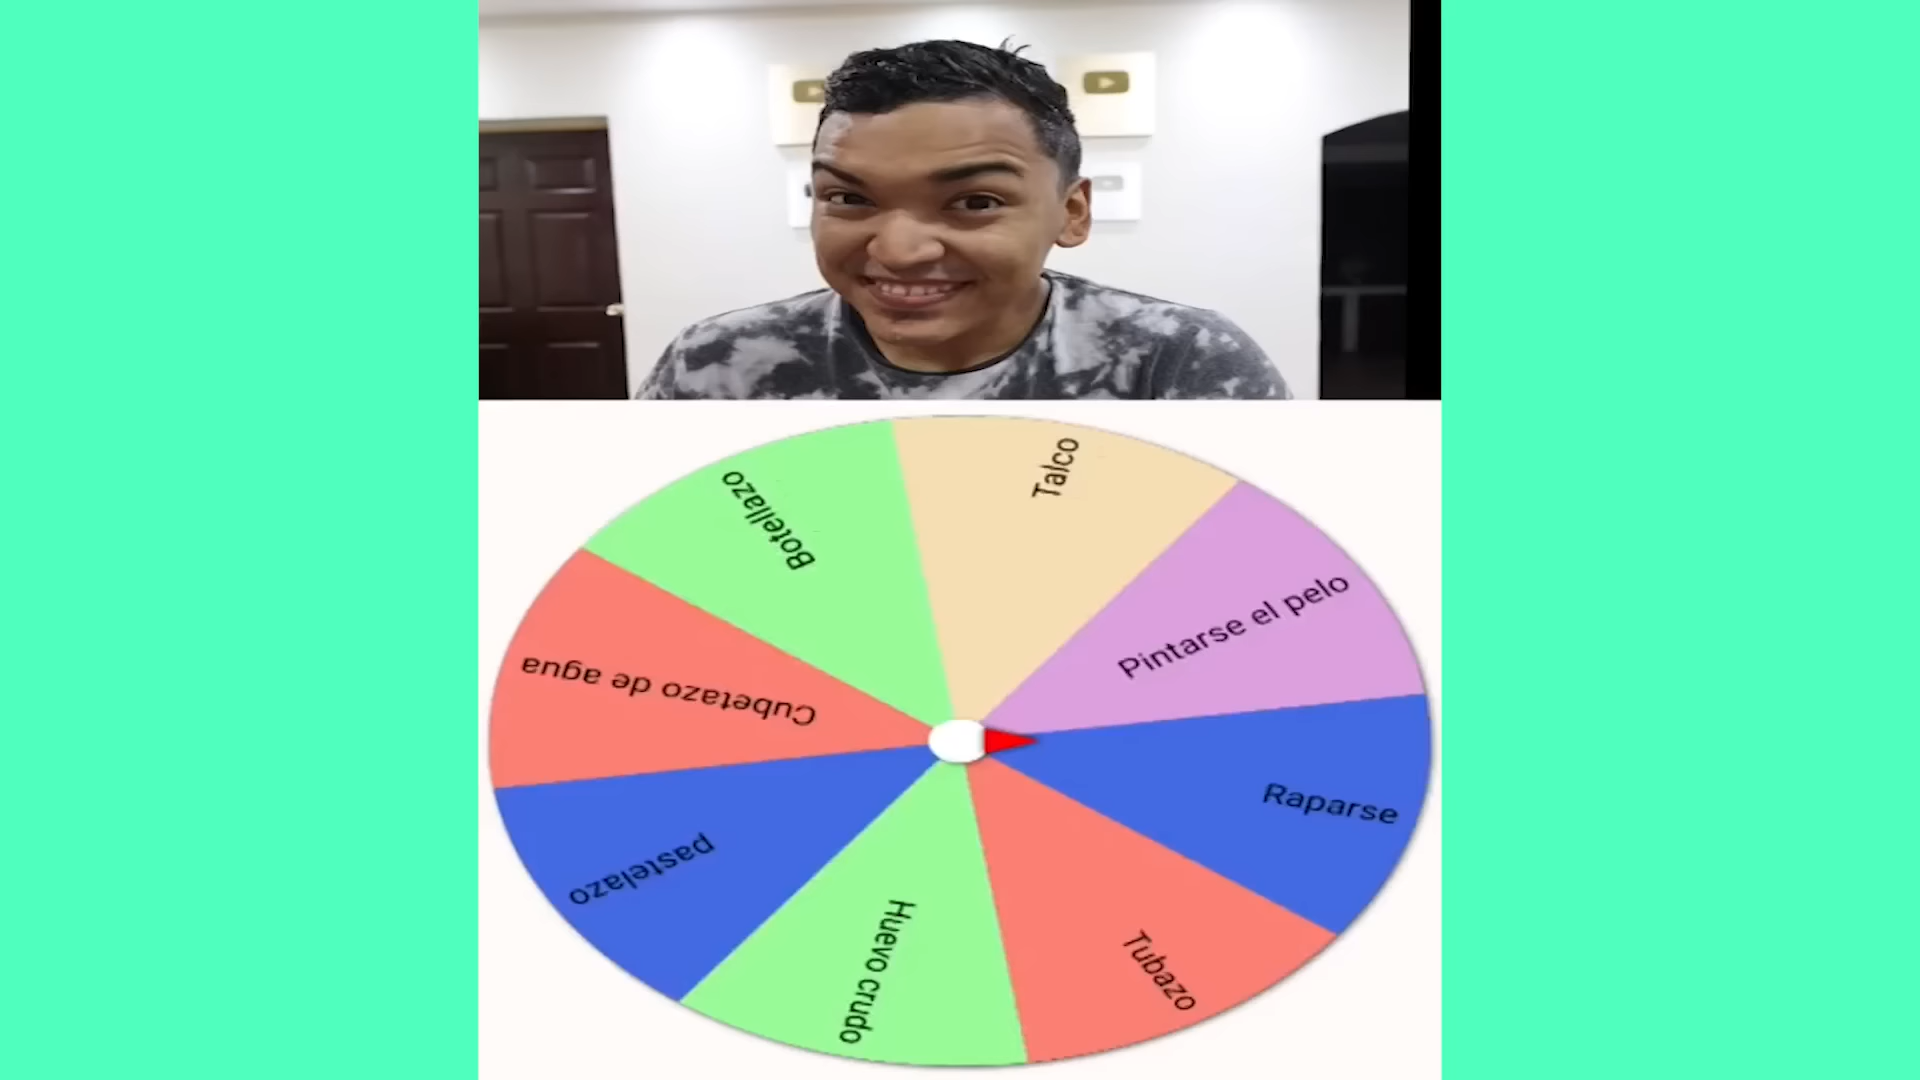 Talco
Botellazo
Pintarse el pelo
Cubetazo de agua
Raparse
pastelazo
Huevo crudo
Tubazo